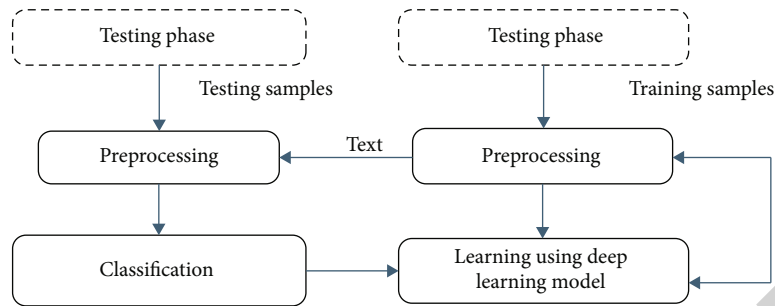 Testing phase
Testing phase
Testing samples
Training samples
Preprocessing
Text
Preprocessing
Classification
Learning using deep
learning model